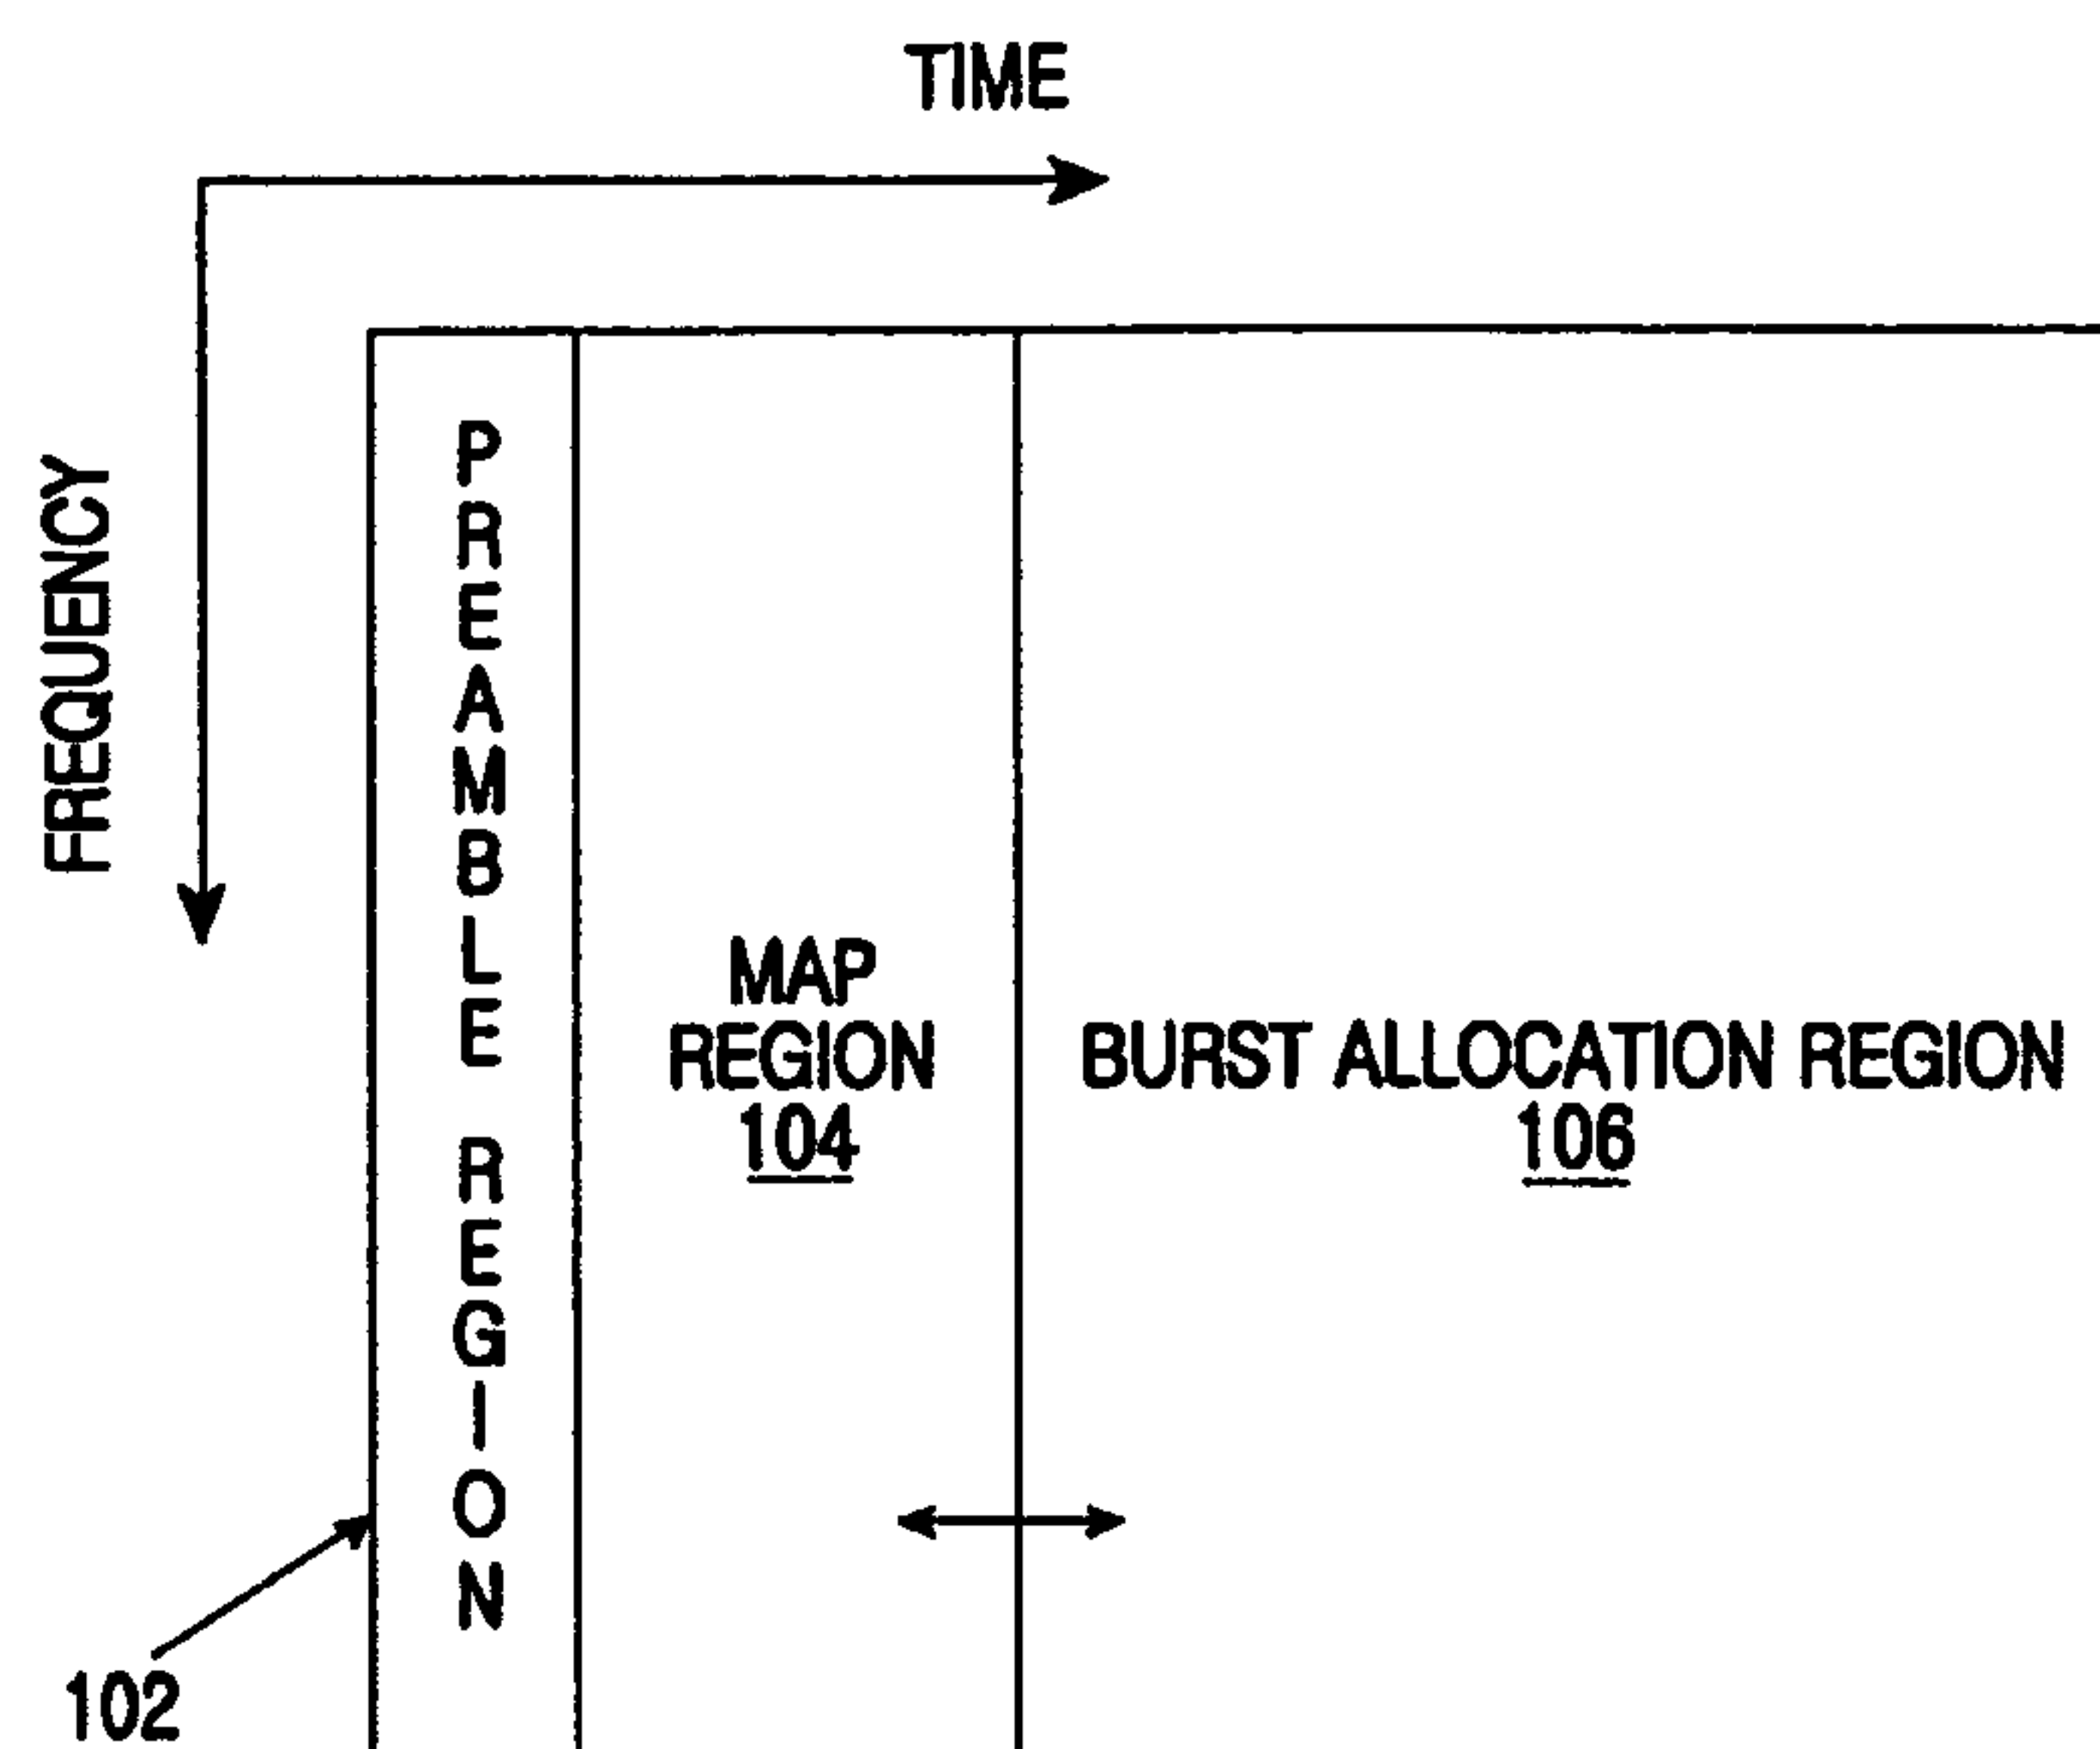 TIME
FREQUENCY
PREAMBLE REGION
MAP
REGION
104
BURST ALLOCATION REGION
106
102